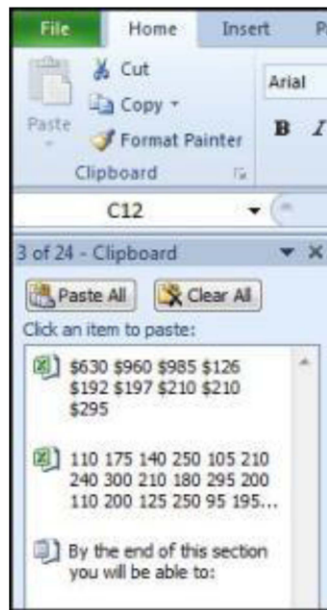 File Home Insert P
Cut
Copy
Paste
Format Painter
Arial
B I
Clipboard
C12
3 of 24 - Clipboard
Paste All Clear All
Click an item to paste:
$630 $960 $985 $126
$192 $197 $210 $210
$295
110 175 140 250 105 210
240 300 210 180 295 200
110 200 125 250 95 195...
By the end of this section
you will be able to: